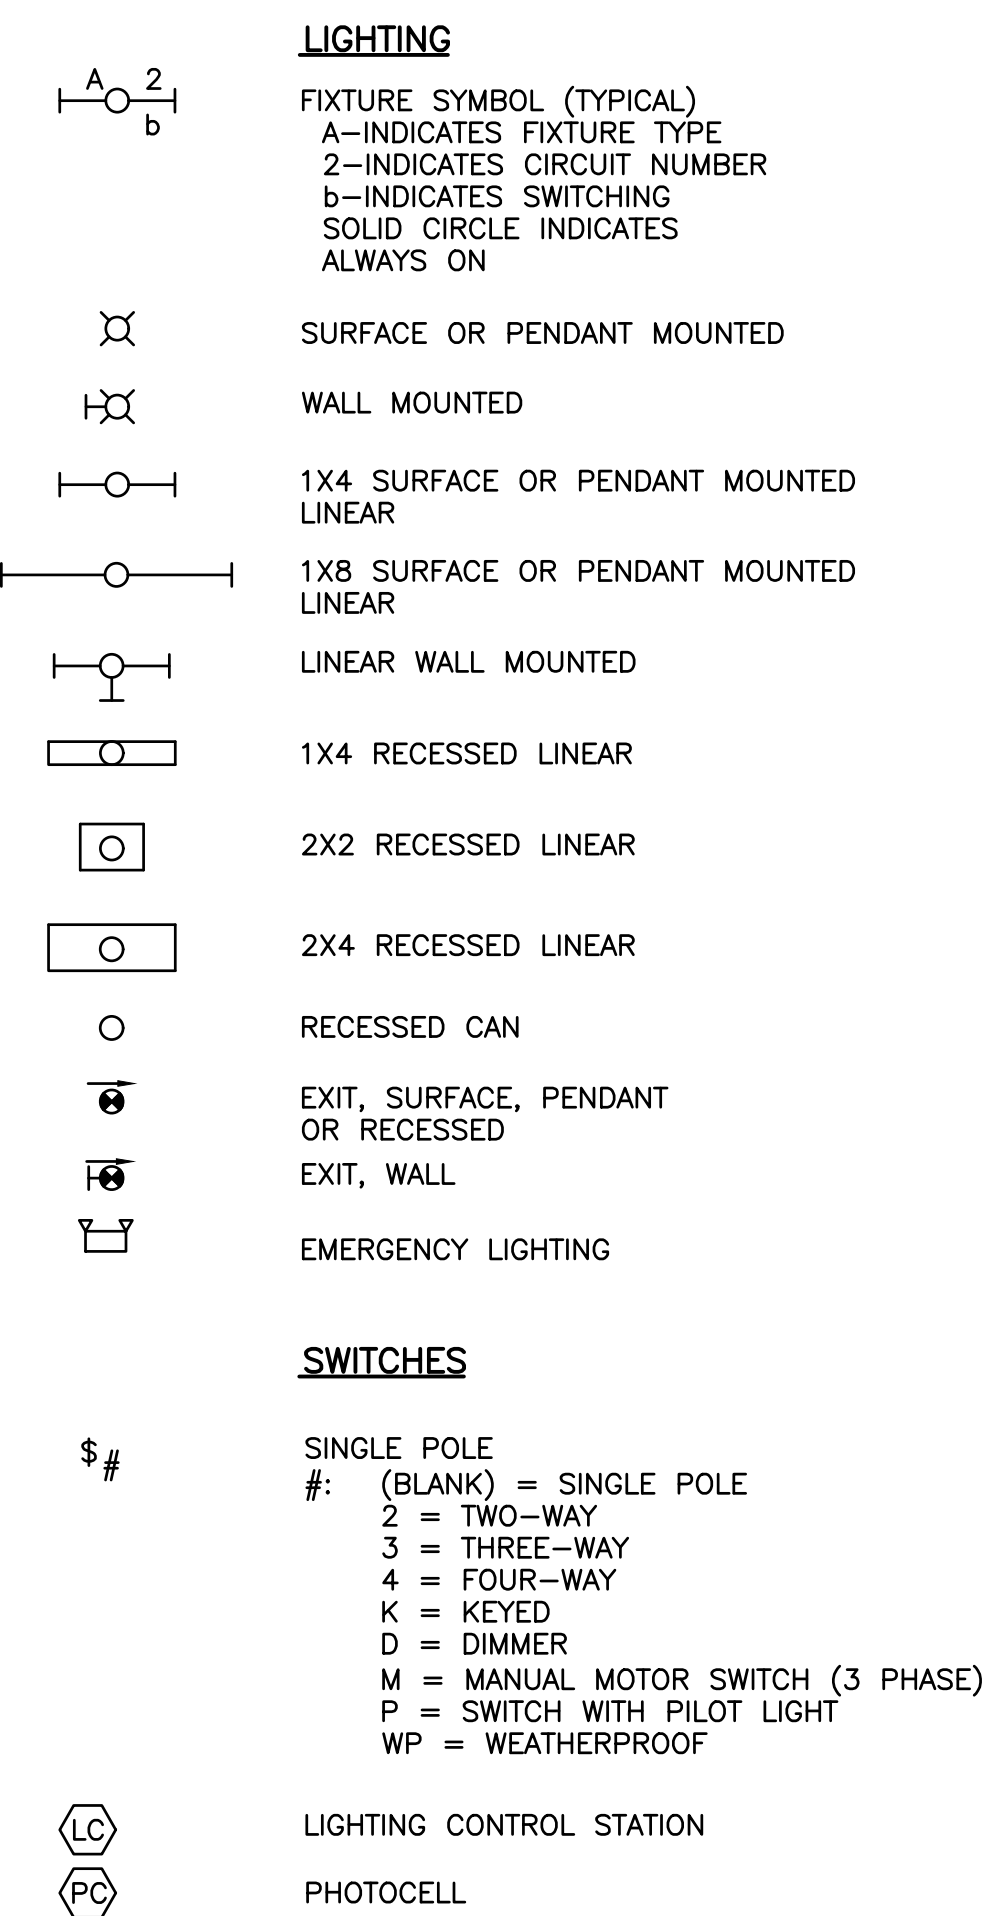 LIGHTING
A 2
b
FIXTURE SYMBOL (TYPICAL)
A-INDICATES FIXTURE TYPE
2-INDICATES CIRCUIT NUMBER
b-INDICATES SWITCHING
SOLID CIRCLE INDICATES
ALWAYS ON
SURFACE OR PENDANT MOUNTED
WALL MOUNTED
1X4 SURFACE OR PENDANT MOUNTED
LINEAR
1X8 SURFACE OR PENDANT MOUNTED
LINEAR
LINEAR WALL MOUNTED
1X4 RECESSED LINEAR
2X2 RECESSED LINEAR
2X4 RECESSED LINEAR
RECESSED CAN
EXIT, SURFACE, PENDANT
OR RECESSED
EXIT, WALL
EMERGENCY LIGHTING
SWITCHES
$# SINGLE POLE
#: (BLANK) = SINGLE POLE
2 = TWO-WAY
3 = THREE-WAY
4 = FOUR-WAY
K = KEYED
D = DIMMER
M = MANUAL MOTOR SWITCH (3 PHASE)
P = SWITCH WITH PILOT LIGHT
WP = WEATHERPROOF
LC LIGHTING CONTROL STATION
PC PHOTOCELL